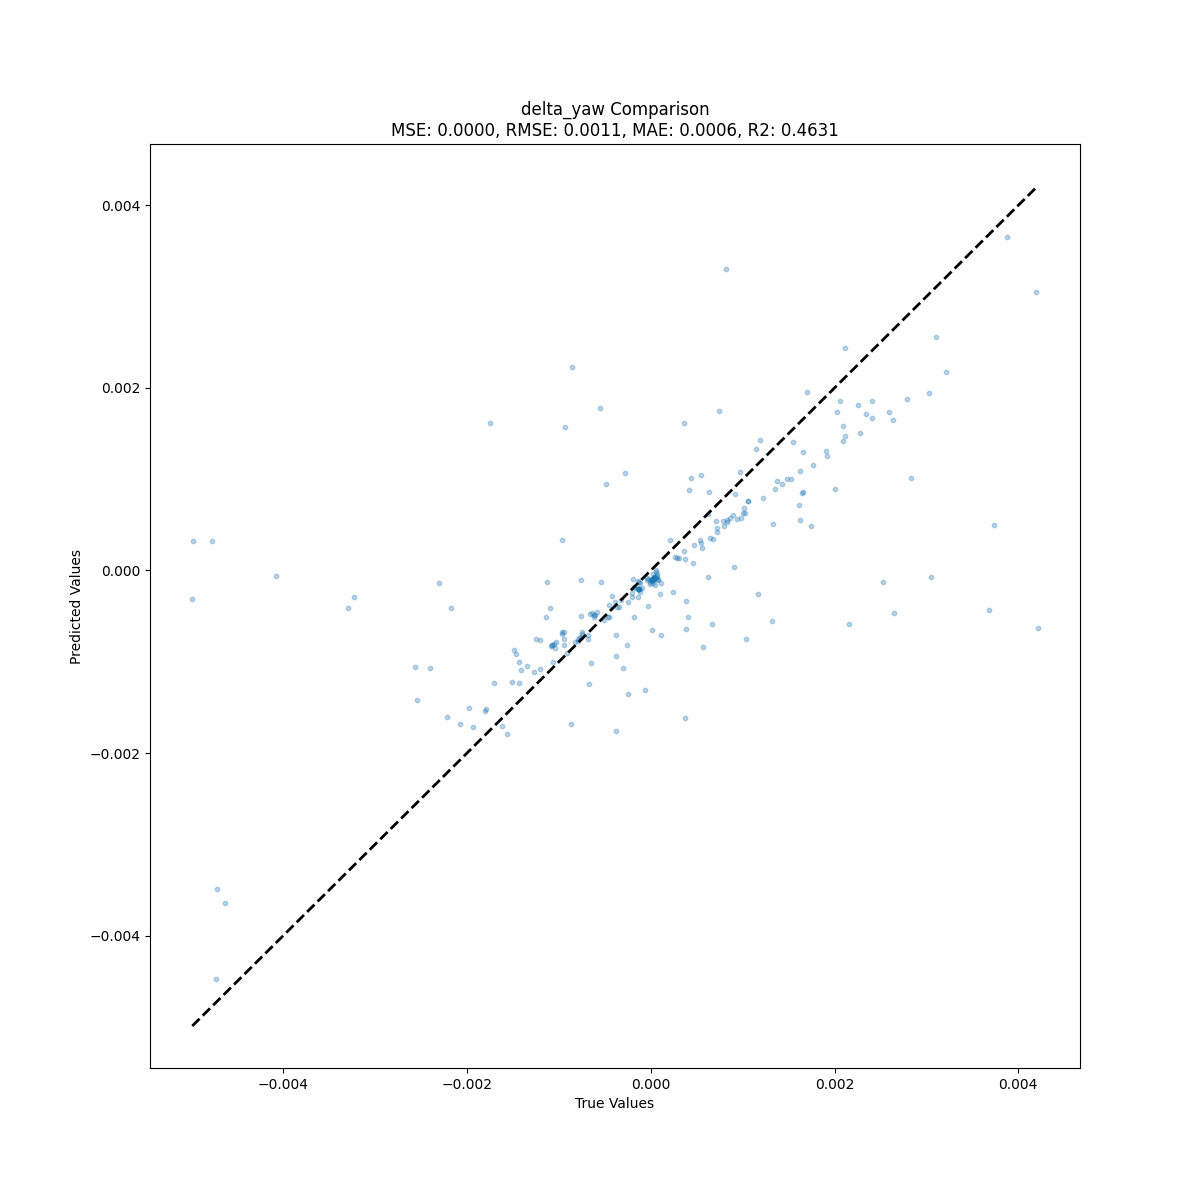 delta_yaw Comparison
MSE: 0.0000, RMSE: 0.0011, MAE: 0.0006, R2: 0.4631
0.004
0.002
0.000
−0.002
−0.004
Predicted Values
−0.004 −0.002 0.000 0.002 0.004
True Values